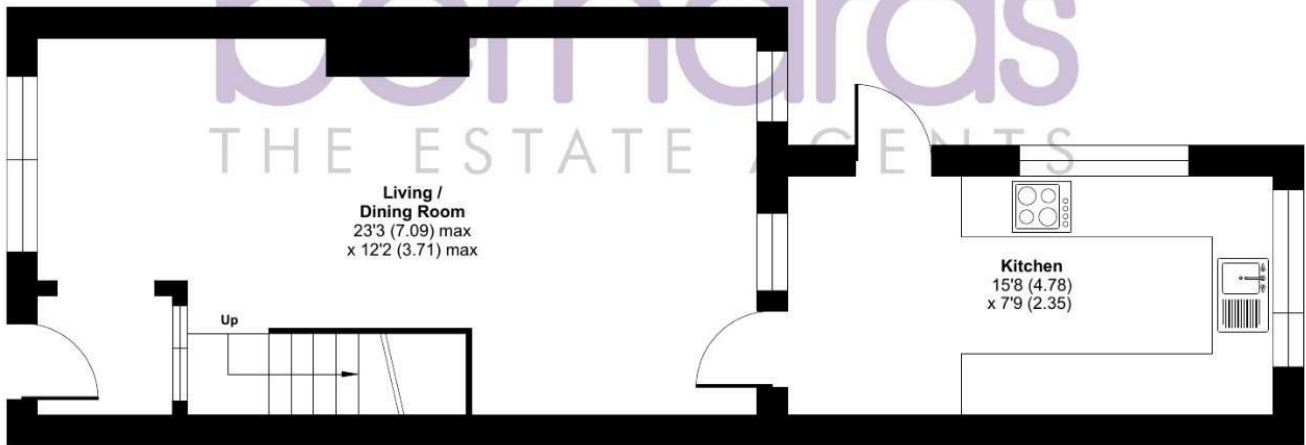 bernards
THE ESTATE AGENTS
Living /
Dining Room
23'3 (7.09) max
x 12'2 (3.71) max
Kitchen
15'8 (4.78)
x 7'9 (2.35)
Up